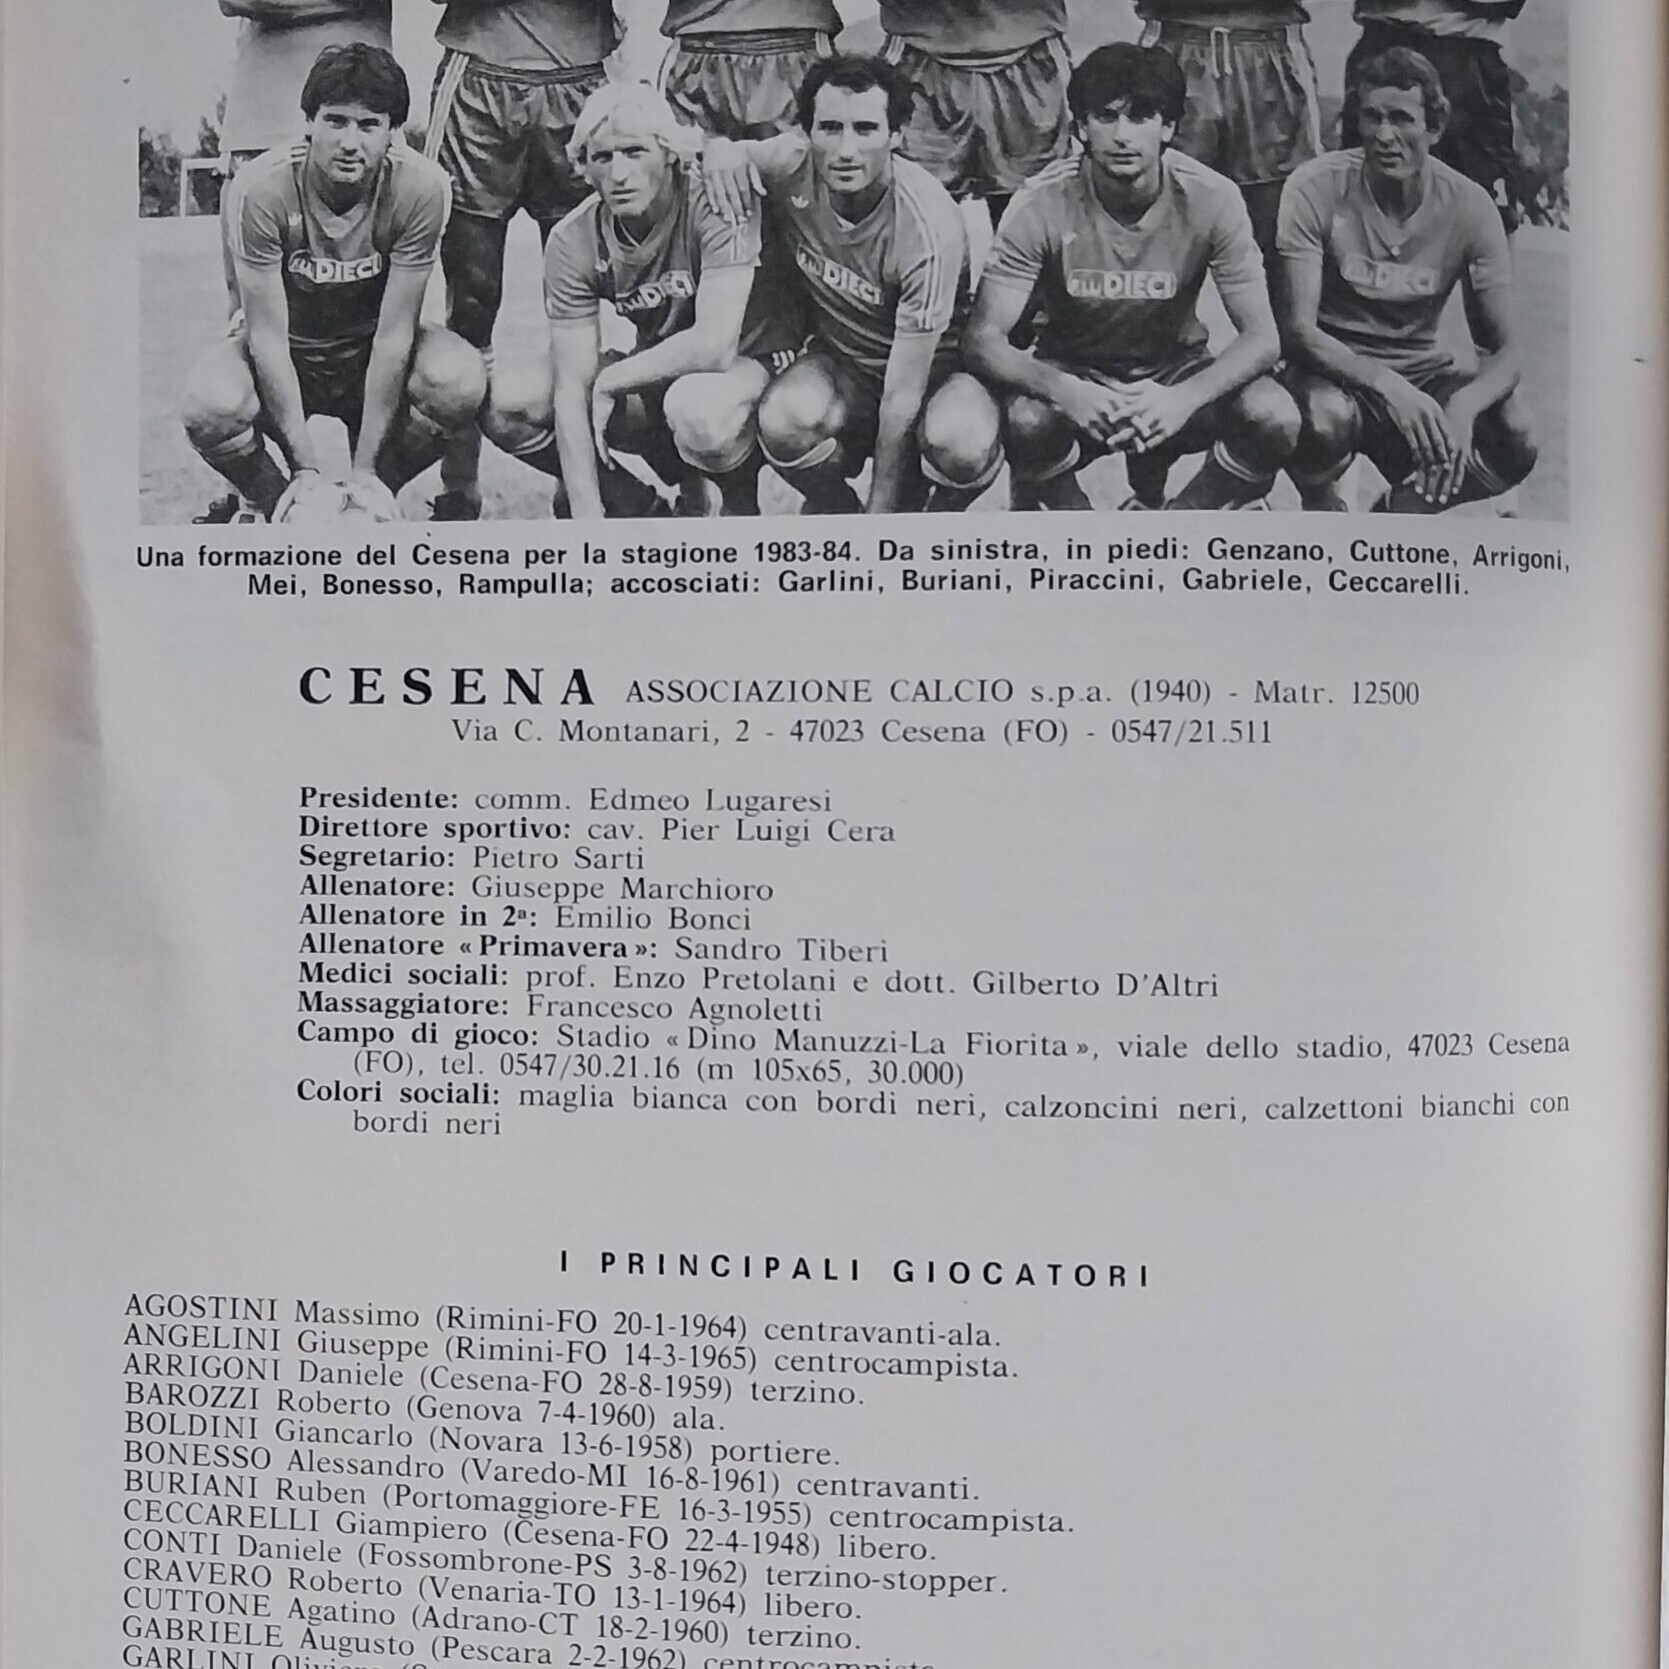 DIECI
DIECI
DIECI
DIECI
DIECI
Una formazione del Cesena per la stagione 1983-84. Da sinistra, in piedi: Genzano, Cuttone, Arrigoni,
Mei, Bonesso, Rampulla; accosciati: Garlini, Buriani, Piraccini, Gabriele, Ceccarelli.
CESENA ASSOCIAZIONE CALCIO s.p.a. (1940) - Matr. 12500
Via C. Montanari, 2 - 47023 Cesena (FO) - 0547/21.511
Presidente: comm. Edmeo Lugaresi
Direttore sportivo: cav. Pier Luigi Cera
Segretario: Pietro Sarti
Allenatore: Giuseppe Marchioro
Allenatore in 2ª: Emilio Bonci
Allenatore «Primavera»: Sandro Tiberi
Medici sociali: prof. Enzo Pretolani e dott. Gilberto D'Altri
Massaggiatore: Francesco Agnoletti
Campo di gioco: Stadio «Dino Manuzzi-La Fiorita», viale dello stadio, 47023 Cesena
(FO), tel. 0547/30.21.16 (m 105x65, 30.000)
Colori sociali: maglia bianca con bordi neri, calzoncini neri, calzettoni bianchi con
bordi neri
I PRINCIPALI GIOCATORI
AGOSTINI Massimo (Rimini-FO 20-1-1964) centravanti-ala.
ANGELINI Giuseppe (Rimini-FO 14-3-1965) centrocampista.
ARRIGONI Daniele (Cesena-FO 28-8-1959) terzino.
BAROZZI Roberto (Genova 7-4-1960) ala.
BOLDINI Giancarlo (Novara 13-6-1958) portiere.
BONESSO Alessandro (Varedo-MI 16-8-1961) centravanti.
BURIANI Ruben (Portomaggiore-FE 16-3-1955) centrocampista.
CECCARELLI Giampiero (Cesena-FO 22-4-1948) libero.
CONTI Daniele (Fossombrone-PS 3-8-1962) terzino-stopper.
CRAVERO Roberto (Venaria-TO 13-1-1964) libero.
CUTTONE Agatino (Adrano-CT 18-2-1960) terzino.
GABRIELE Augusto (Pescara 2-2-1962) centrocampista.
GARLINI